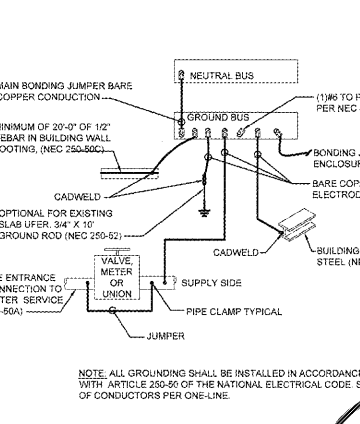 NEUTRAL BUS
MAIN BONDING JUMPER BARE
COPPER CONDUCTION
(1)#6 TO
PER NEC
GROUND BUS
MINIMUM OF 20'-0" OF 1/2"
REBAR IN BUILDING WALL
FOOTING, (NEC 250-50C)
BONDING
ENCLOSUR
CADWELD
BARE COP
ELECTROD
OPTIONAL FOR EXISTING
SLAB UFER. 3/4" X 10'
GROUND ROD (NEC 250-52)
CADWELD
BUILDING
STEEL (NE
VALVE,
METER
OR
UNION
E ENTRANCE
NNECTION TO
TER SERVICE
-50A)
SUPPLY SIDE
PIPE CLAMP TYPICAL
JUMPER
NOTE: ALL GROUNDING SHALL BE INSTALLED IN ACCORDANC
WITH ARTICLE 250-50 OF THE NATIONAL ELECTRICAL CODE. S
OF CONDUCTORS PER ONE-LINE.